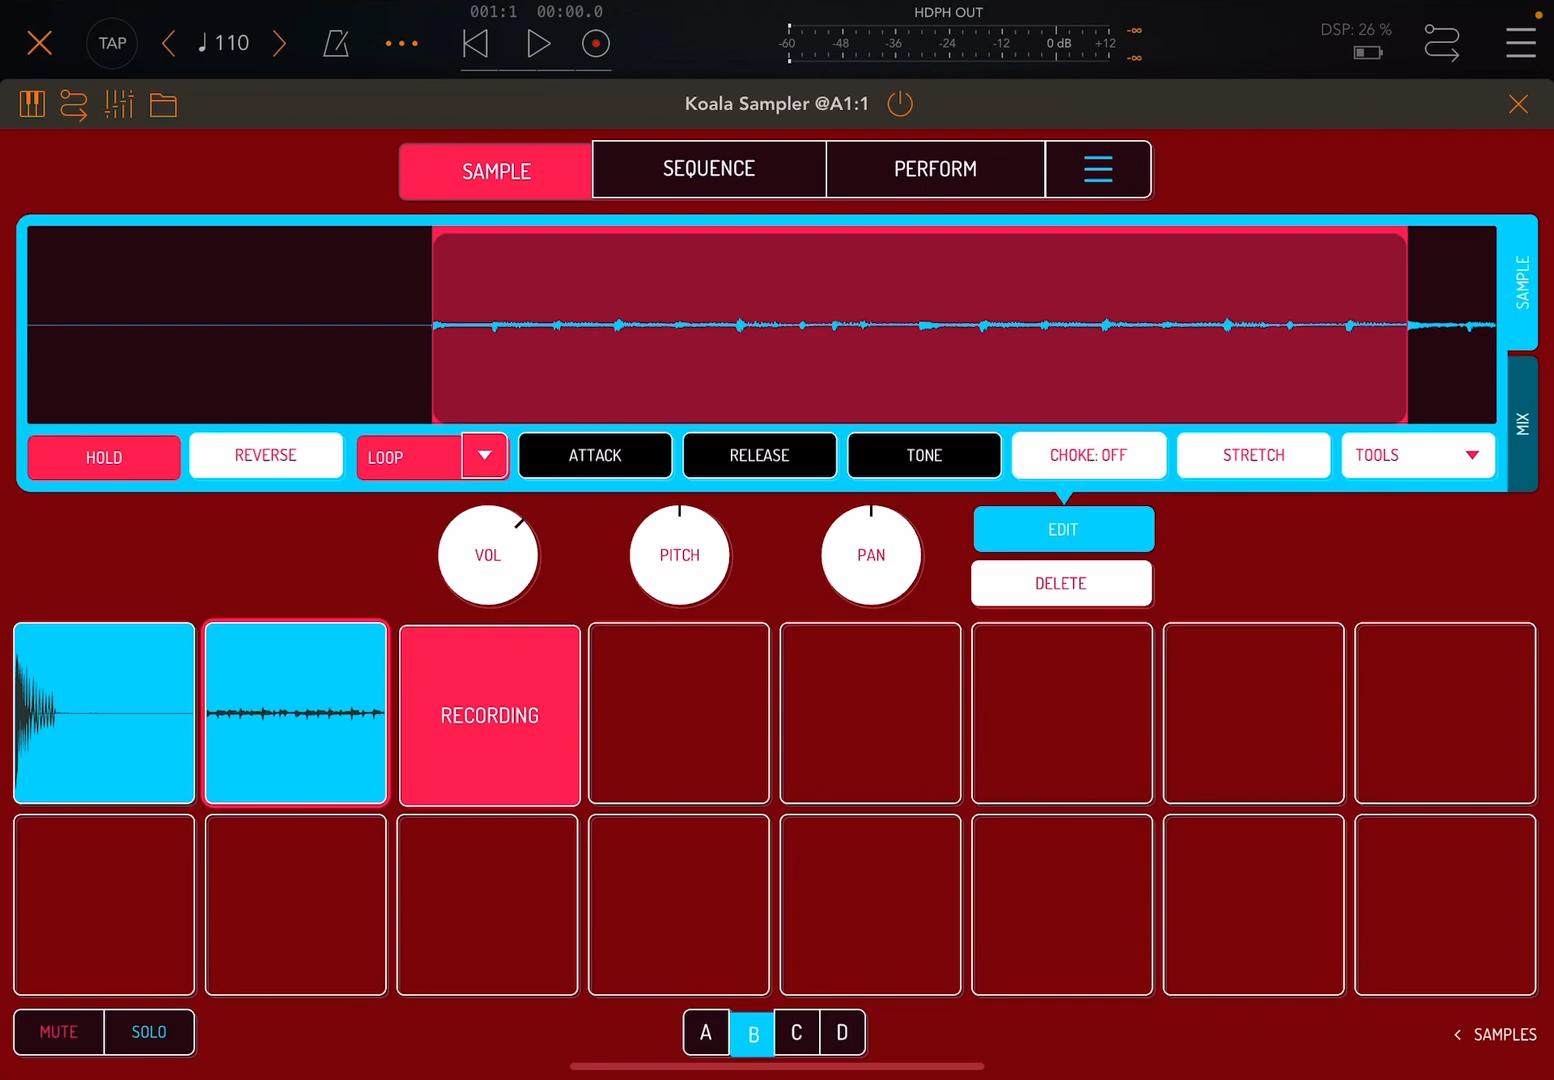 001:1 00:00.0
HDPH OUT
TAP
♩ 110
-60 -48 -36 -24 -12 0 dB +12
-∞
-∞
DSP: 26 %
Koala Sampler @A1:1
SAMPLE SEQUENCE PERFORM
SAMPLE
MIX
HOLD REVERSE LOOP ATTACK RELEASE TONE CHOKE: OFF STRETCH TOOLS
VOL PITCH PAN EDIT
DELETE
RECORDING
MUTE SOLO A B C D < SAMPLES